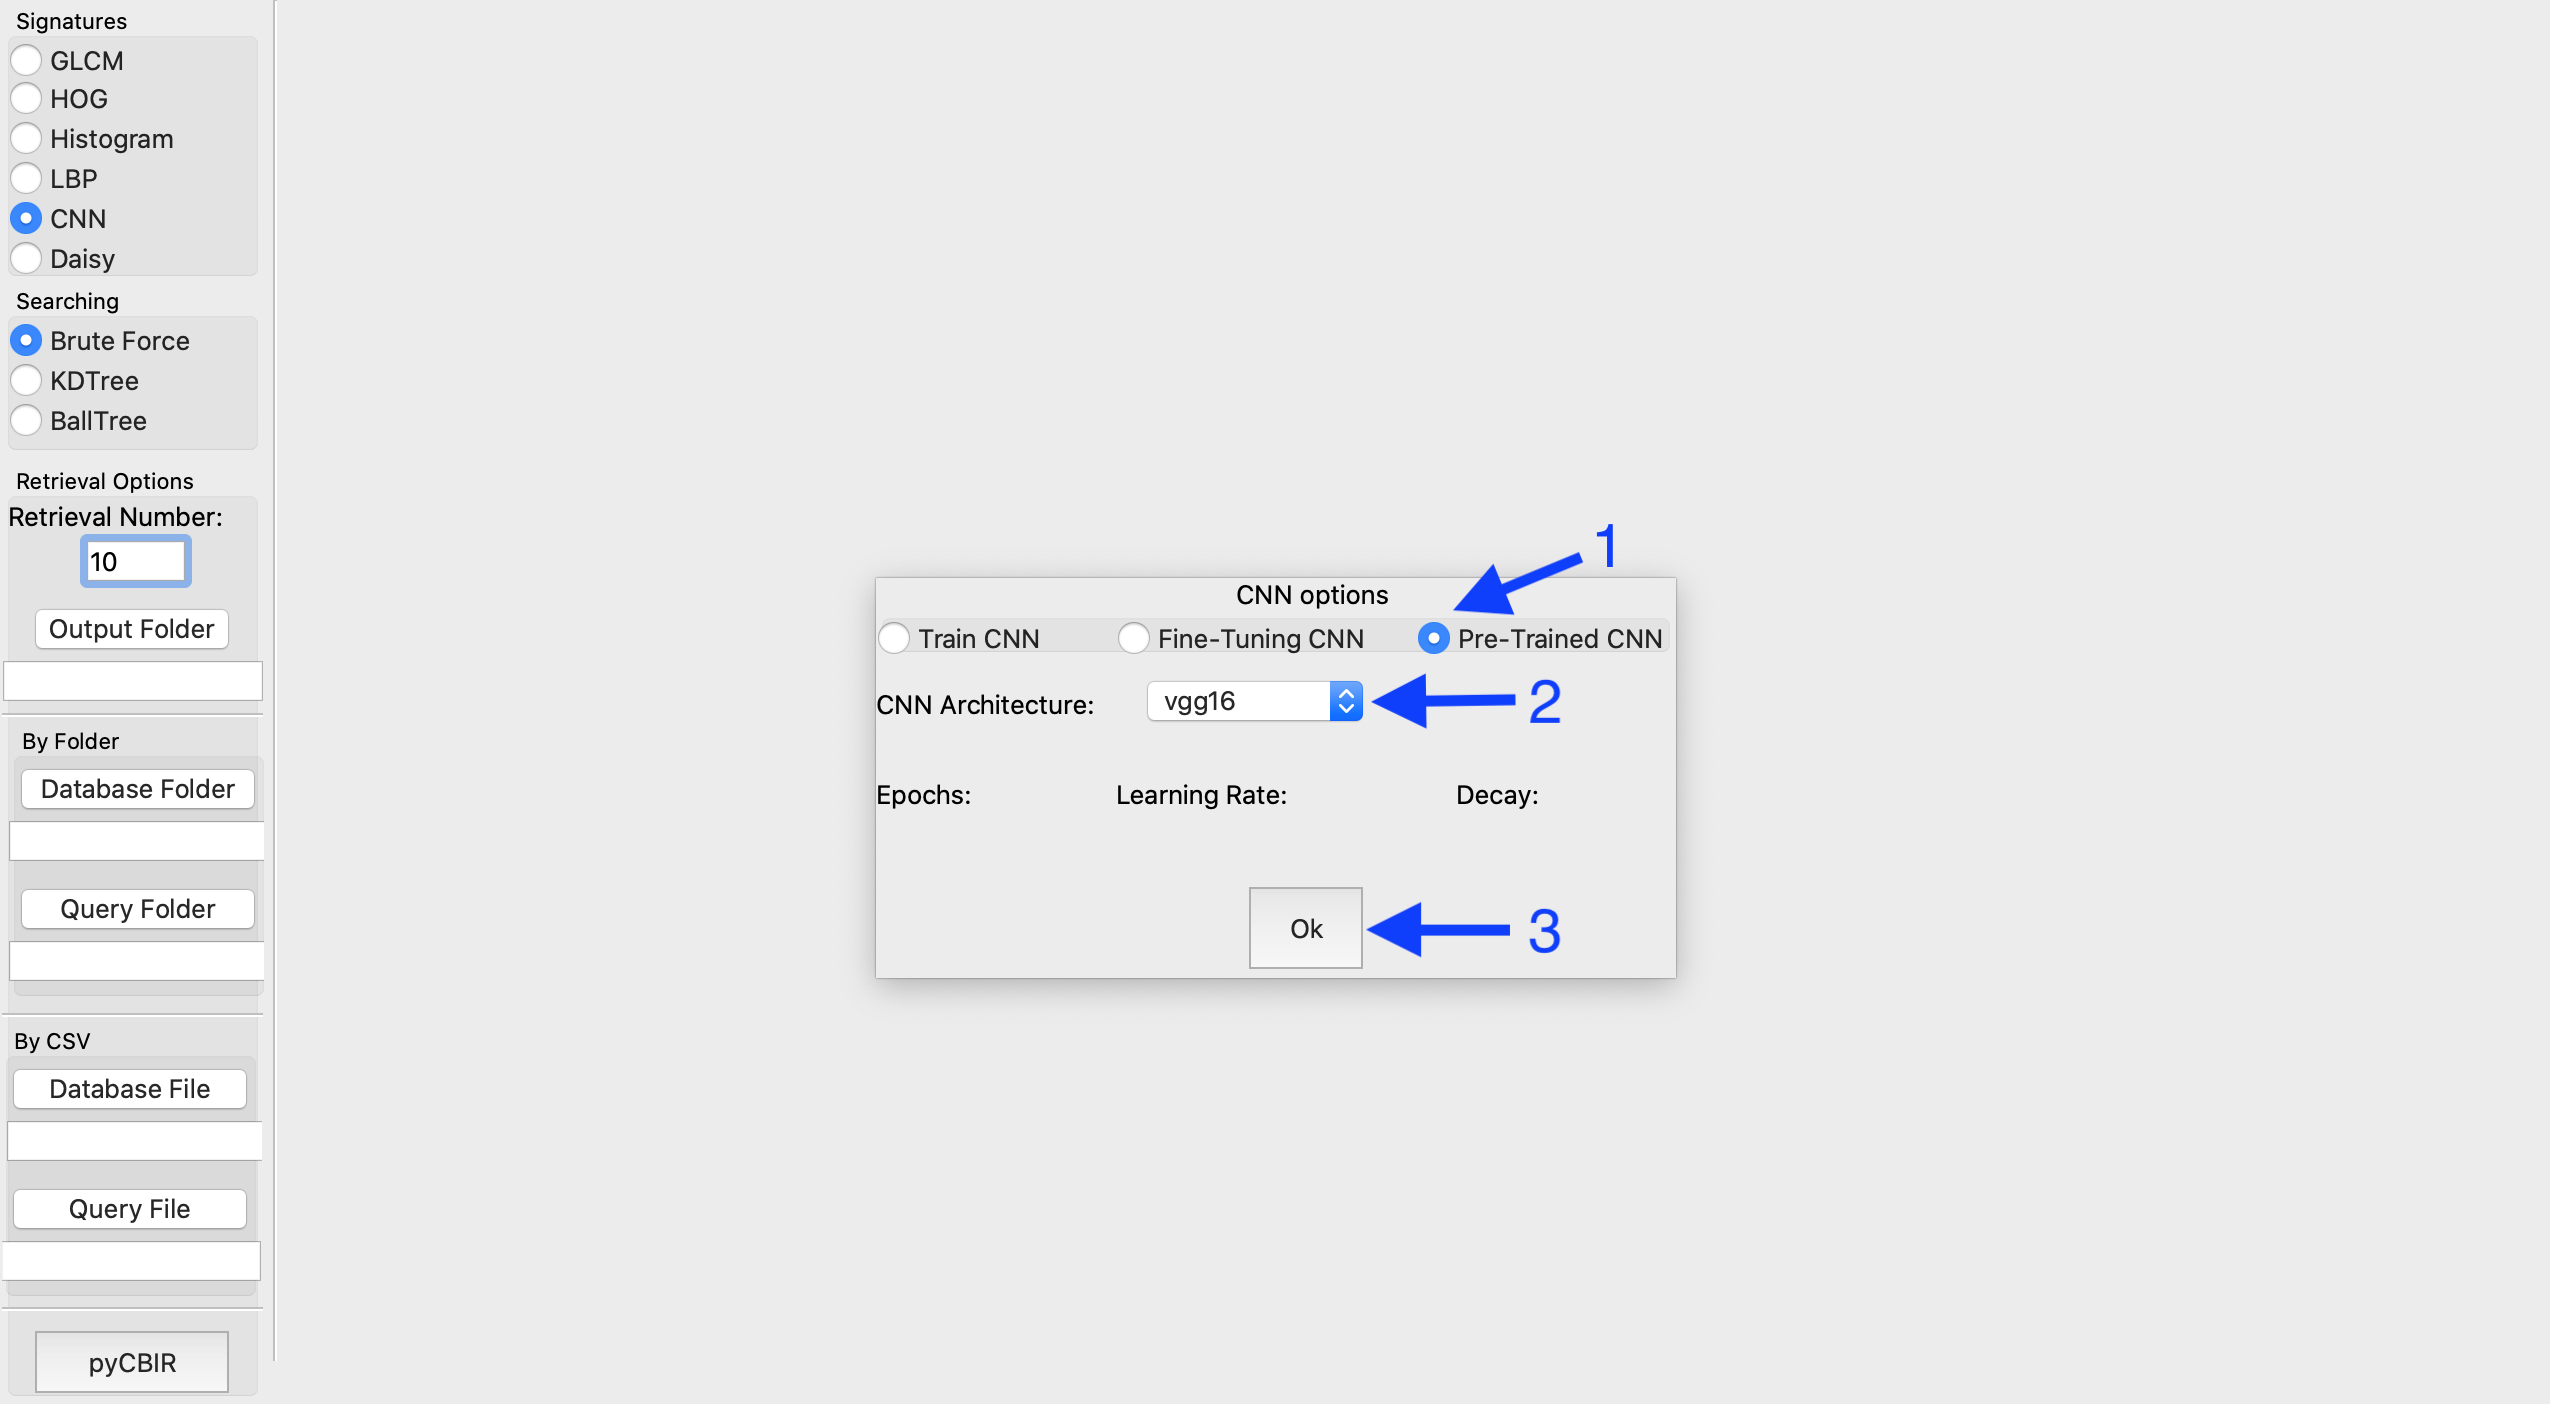 Signatures
GLCM
HOG
Histogram
LBP
CNN
Daisy
Searching
Brute Force
KDTree
BallTree
Retrieval Options
Retrieval Number:
10
Output Folder
By Folder
Database Folder
Query Folder
By CSV
Database File
Query File
pyCBIR
1
CNN options
Train CNN Fine-Tuning CNN Pre-Trained CNN
CNN Architecture: vgg16 2
Epochs: Learning Rate: Decay:
Ok 3